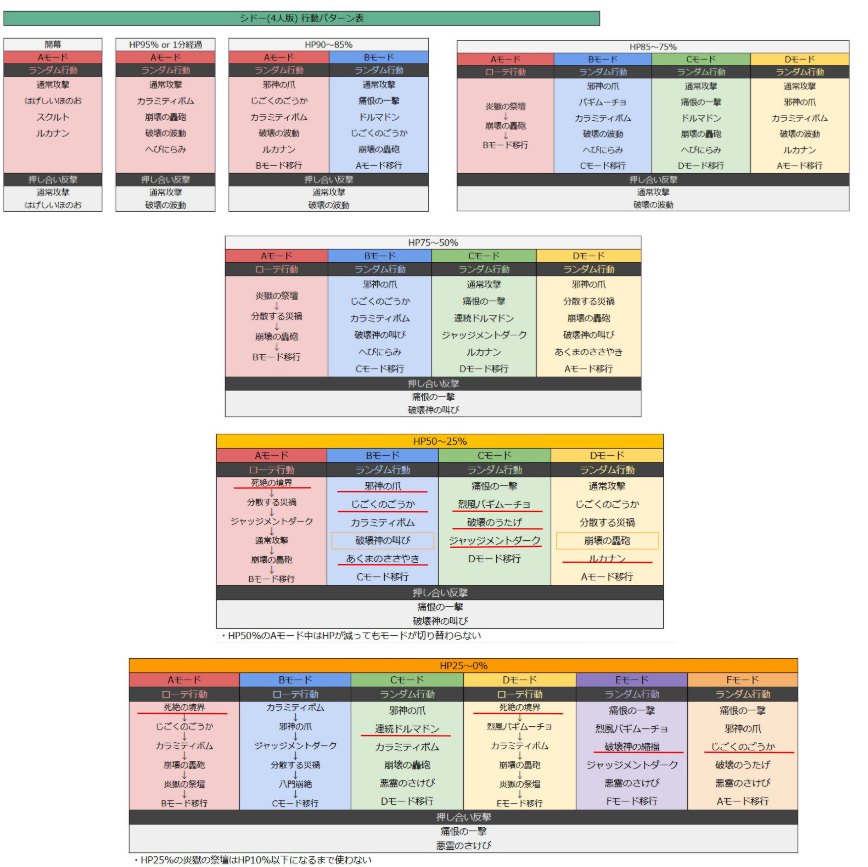 シドー(4人版) 行動パターン表
開幕
Aモード
ランダム行動
通常攻撃
はげしいほのお
スクルト
ルカナン
押し合い反撃
通常攻撃
はげしいほのお
HP95% or 1分経過
Aモード
ランダム行動
通常攻撃
カラミティボム
崩壊の轟砲
破壊の波動
へびにらみ
押し合い反撃
通常攻撃
破壊の波動
HP90～85%
Aモード
ランダム行動
邪神の爪
じごくのごうか
カラミティボム
破壊の波動
ルカナン
Bモード移行
Bモード
ランダム行動
通常攻撃
痛恨の一撃
ドルマドン
じごくのごうか
崩壊の轟砲
Aモード移行
押し合い反撃
通常攻撃
破壊の波動
HP85～75%
Aモード
ローテ行動
炎獄の祭壇
↓
崩壊の轟砲
↓
Bモード移行
Bモード
ランダム行動
邪神の爪
バギムーチョ
カラミティボム
破壊の波動
へびにらみ
Cモード移行
Cモード
ランダム行動
通常攻撃
痛恨の一撃
ドルマドン
崩壊の轟砲
へびにらみ
Dモード移行
Dモード
ランダム行動
通常攻撃
邪神の爪
カラミティボム
破壊の波動
ルカナン
Aモード移行
押し合い反撃
通常攻撃
破壊の波動
HP75～50%
Aモード
ローテ行動
炎獄の祭壇
↓
分散する災禍
↓
崩壊の轟砲
↓
Bモード移行
Bモード
ランダム行動
邪神の爪
じごくのごうか
カラミティボム
破壊神の叫び
へびにらみ
Cモード移行
Cモード
ランダム行動
通常攻撃
痛恨の一撃
連続ドルマドン
ジャッジメントダーク
ルカナン
Dモード移行
Dモード
ランダム行動
邪神の爪
分散する災禍
崩壊の轟砲
破壊神の叫び
あくまのささやき
Aモード移行
押し合い反撃
痛恨の一撃
破壊神の叫び
HP50～25%
Aモード
ローテ行動
死絶の境界
↓
分散する災禍
↓
ジャッジメントダーク
↓
通常攻撃
↓
崩壊の轟砲
↓
Bモード移行
Bモード
ランダム行動
邪神の爪
じごくのごうか
カラミティボム
破壊神の叫び
あくまのささやき
Cモード移行
Cモード
ランダム行動
痛恨の一撃
烈風バギムーチョ
破壊のうたげ
ジャッジメントダーク
Dモード移行
Dモード
ランダム行動
通常攻撃
じごくのごうか
分散する災禍
崩壊の轟砲
ルカナン
Aモード移行
押し合い反撃
痛恨の一撃
破壊神の叫び
・HP50%のAモード中はHPが減ってもモードが切り替わらない
HP25～0%
Aモード
ローテ行動
死絶の境界
↓
じごくのごうか
↓
カラミティボム
↓
崩壊の轟砲
↓
炎獄の祭壇
↓
Bモード移行
Bモード
ローテ行動
カラミティボム
↓
邪神の爪
↓
ジャッジメントダーク
↓
分散する災禍
↓
八門崩絶
↓
Cモード移行
Cモード
ランダム行動
邪神の爪
連続ドルマドン
カラミティボム
崩壊の轟砲
悪霊のさけび
Dモード移行
Dモード
ローテ行動
死絶の境界
↓
烈風バギムーチョ
↓
カラミティボム
↓
崩壊の轟砲
↓
炎獄の祭壇
↓
Eモード移行
Eモード
ランダム行動
痛恨の一撃
烈風バギムーチョ
破壊神の
ジャッジメントダーク
悪霊のさけび
Fモード移行
Fモード
ランダム行動
痛恨の一撃
邪神の爪
じごくのごうか
破壊のうたげ
悪霊のさけび
Aモード移行
押し合い反撃
痛恨の一撃
悪霊のさけび
・HP25%の炎獄の祭壇はHP10%以下になるまで使わない